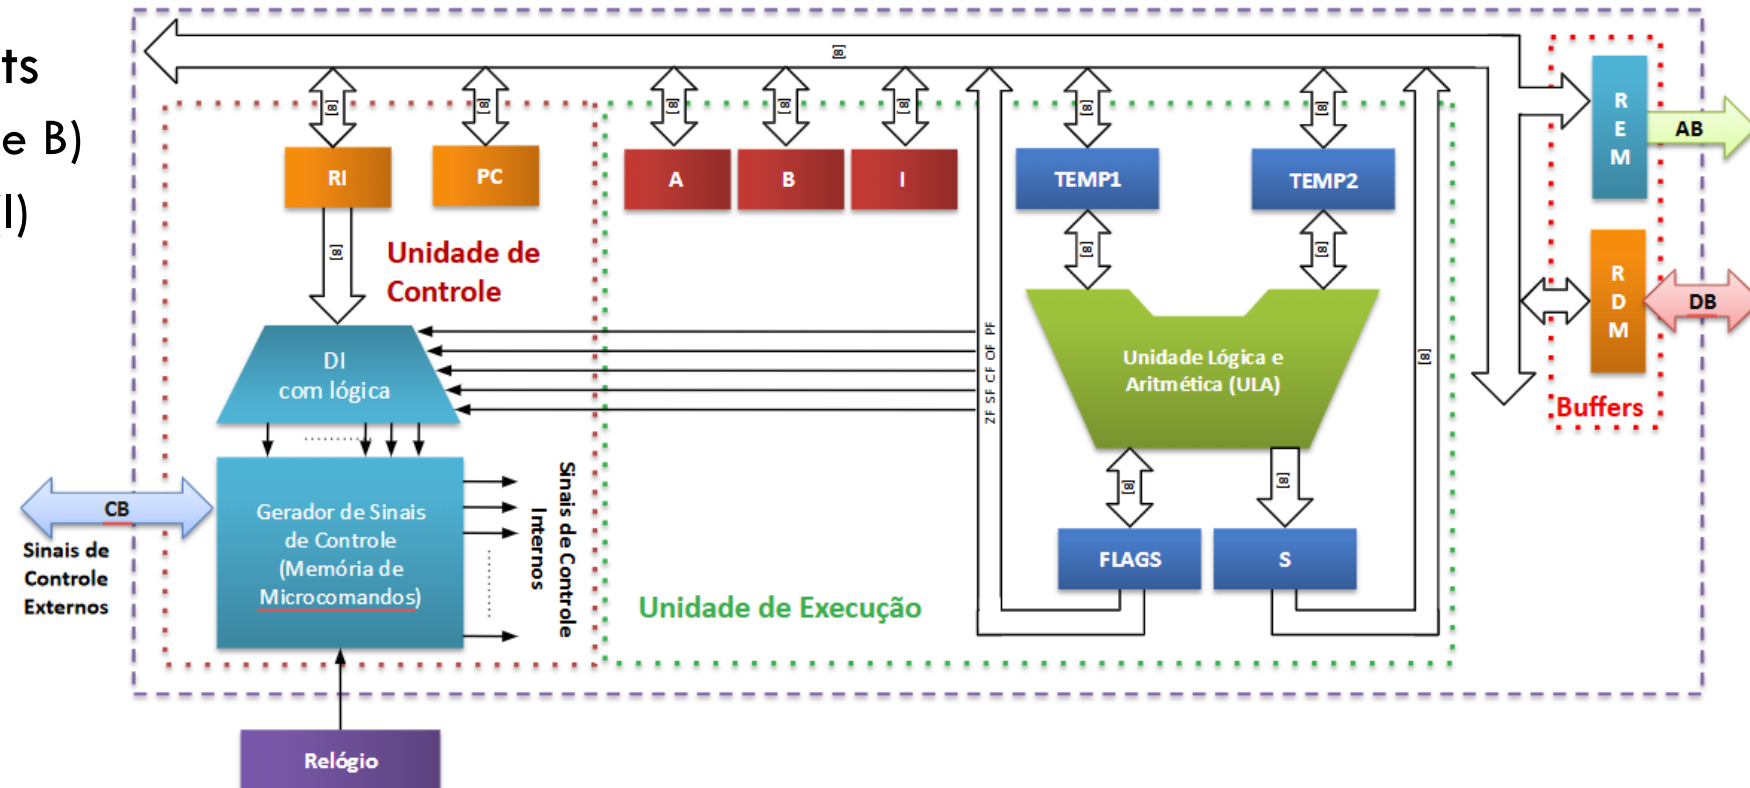 ts
e B)
(I)
[8]
[8]
[8]
[8]
[8]
[8]
[8]
[8]
RI
PC
A
B
I
TEMP1
TEMP2
R
E
M
AB
[8]
Unidade de
Controle
[8]
[8]
R
D
M
DB
DI
com lógica
ZF SF CF OF PF
Unidade Lógica e
Aritmética (ULA)
[8]
Buffers
CB
Sinais de
Controle
Externos
Gerador de Sinais
de Controle
(Memória de
Microcomandos)
Sinais de Controle
Internos
[8]
[8]
FLAGS
S
Unidade de Execução
Relógio